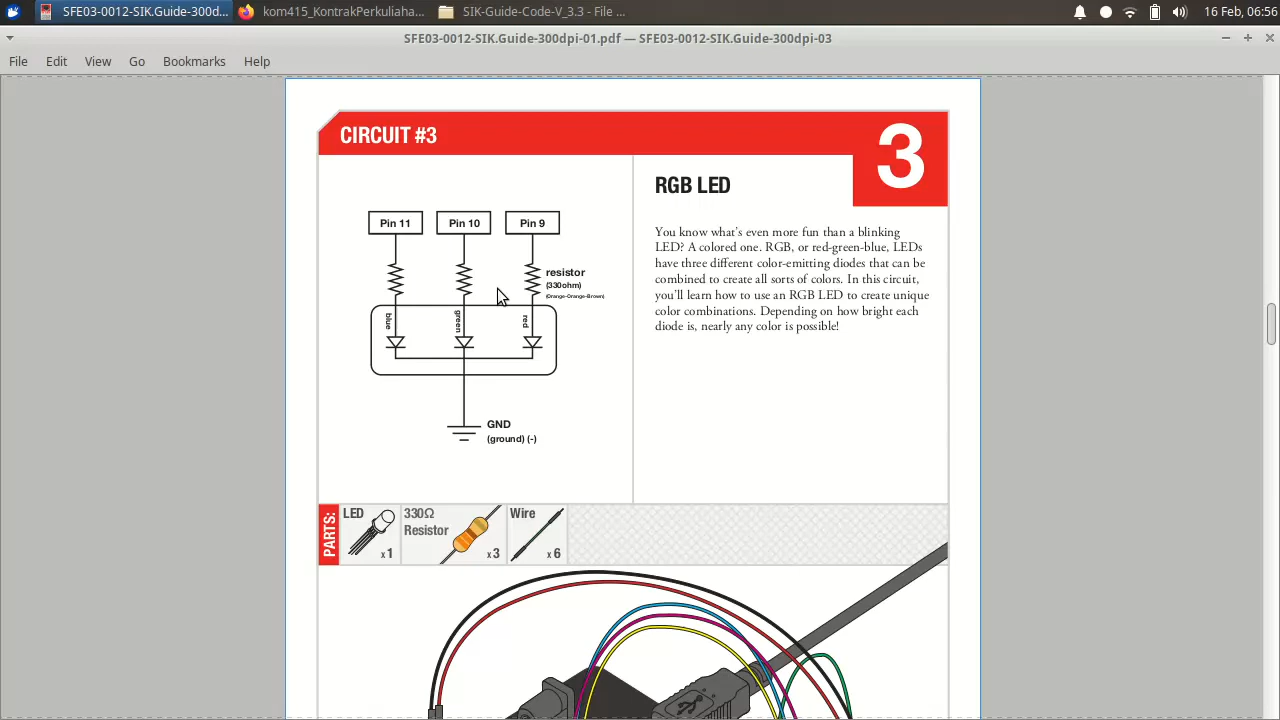 SFE03-0012-SIK.Guide-300d...
kom415_KontrakPerkuliaha...
SIK-Guide-Code-V_3.3 - File ...
16 Feb, 06:56
SFE03-0012-SIK.Guide-300dpi-01.pdf — SFE03-0012-SIK.Guide-300dpi-03
File Edit View Go Bookmarks Help
CIRCUIT #3
3
Pin 11
Pin 10
Pin 9
resistor
(330ohm)
(Orange-Orange-Brown)
blue
green
red
GND
(ground) (-)
RGB LED
You know what’s even more fun than a blinking
LED? A colored one. RGB, or red-green-blue, LEDs
have three different color-emitting diodes that can be
combined to create all sorts of colors. In this circuit,
you’ll learn how to use an RGB LED to create unique
color combinations. Depending on how bright each
diode is, nearly any color is possible!
PARTS:
LED
x 1
330Ω
Resistor
x 3
Wire
x 6